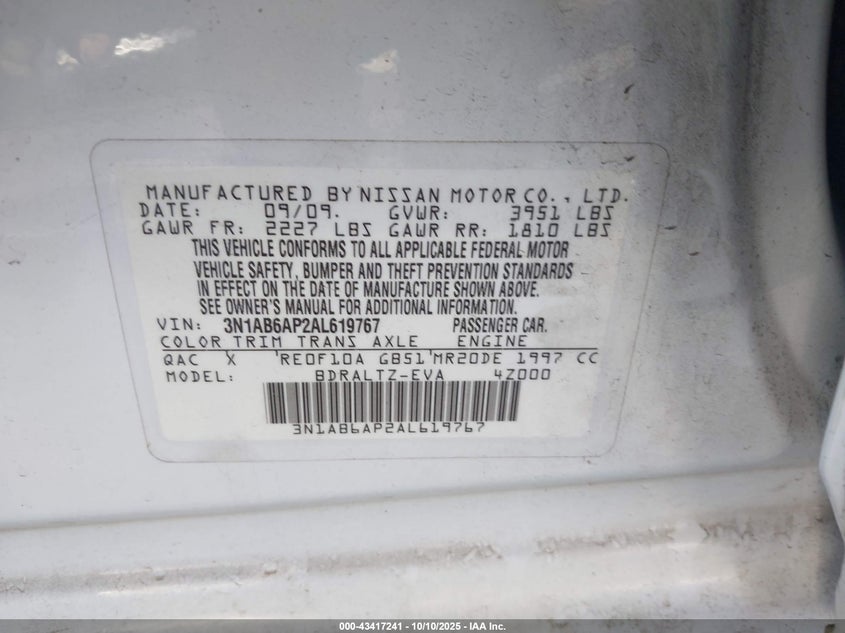 MANUFACTURED BY NISSAN MOTOR CO., LTD.
DATE: 09/09. GVWR: 3951 LBS
GAWR FR: 2227 LBS GAWR RR: 1810 LBS
THIS VEHICLE CONFORMS TO ALL APPLICABLE FEDERAL MOTOR
VEHICLE SAFETY, BUMPER AND THEFT PREVENTION STANDARDS
IN EFFECT ON THE DATE OF MANUFACTURE SHOWN ABOVE.
SEE OWNER'S MANUAL FOR ADDITIONAL INFORMATION.
VIN: 3N1AB6AP2AL619767 PASSENGER CAR.
COLOR TRIM TRANS AXLE ENGINE
QAC X RE0F10A GB51 MR20DE 1997 CC
MODEL: BDRALTZ-EVA 4Z000
3N1AB6AP2AL619767
000-43417241 - 10/10/2025 - IAA Inc.